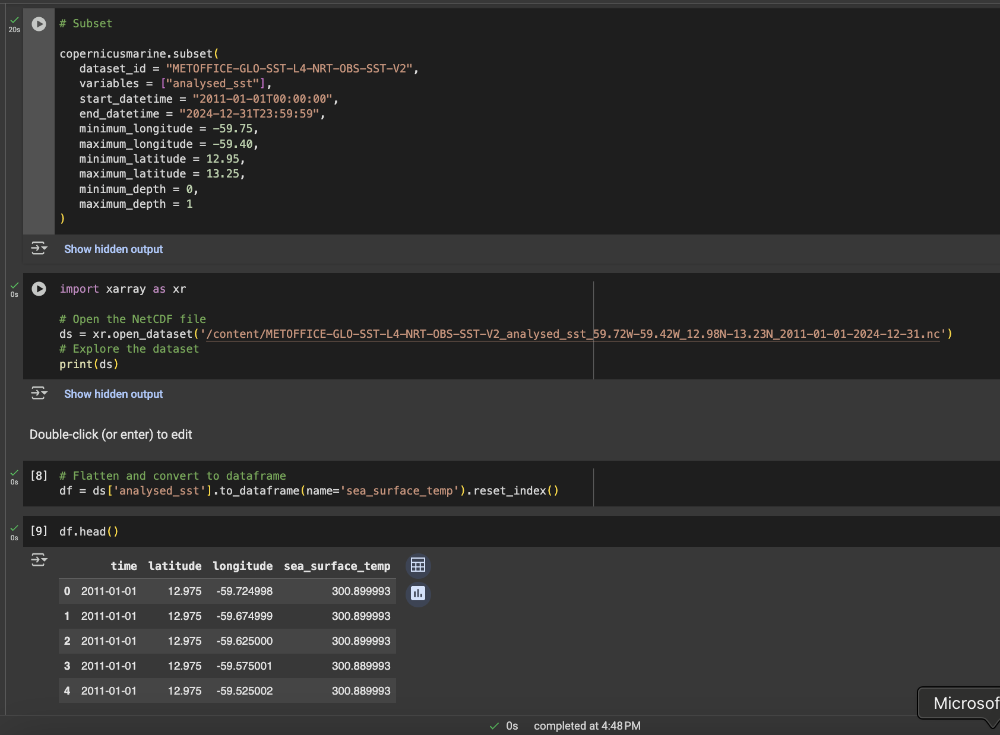 20s
# Subset
copernicusmarine.subset(
dataset_id = "METOFFICE-GLO-SST-L4-NRT-OBS-SST-V2",
variables = ["analysed_sst"],
start_datetime = "2011-01-01T00:00:00",
end_datetime = "2024-12-31T23:59:59",
minimum_longitude = -59.75,
maximum_longitude = -59.40,
minimum_latitude = 12.95,
maximum_latitude = 13.25,
minimum_depth = 0,
maximum_depth = 1
)
Show hidden output
0s
import xarray as xr
# Open the NetCDF file
ds = xr.open_dataset('/content/METOFFICE-GLO-SST-L4-NRT-OBS-SST-V2_analysed_sst_59.72W-59.42W_12.98N-13.23N_2011-01-01-2024-12-31.nc')
# Explore the dataset
print(ds)
Show hidden output
Double-click (or enter) to edit
0s
[8] # Flatten and convert to dataframe
df = ds['analysed_sst'].to_dataframe(name='sea_surface_temp').reset_index()
0s
[9] df.head()
time latitude longitude sea_surface_temp
0 2011-01-01 12.975 -59.724998 300.899993
1 2011-01-01 12.975 -59.674999 300.899993
2 2011-01-01 12.975 -59.625000 300.899993
3 2011-01-01 12.975 -59.575001 300.889993
4 2011-01-01 12.975 -59.525002 300.889993
Microsof
0s completed at 4:48 PM